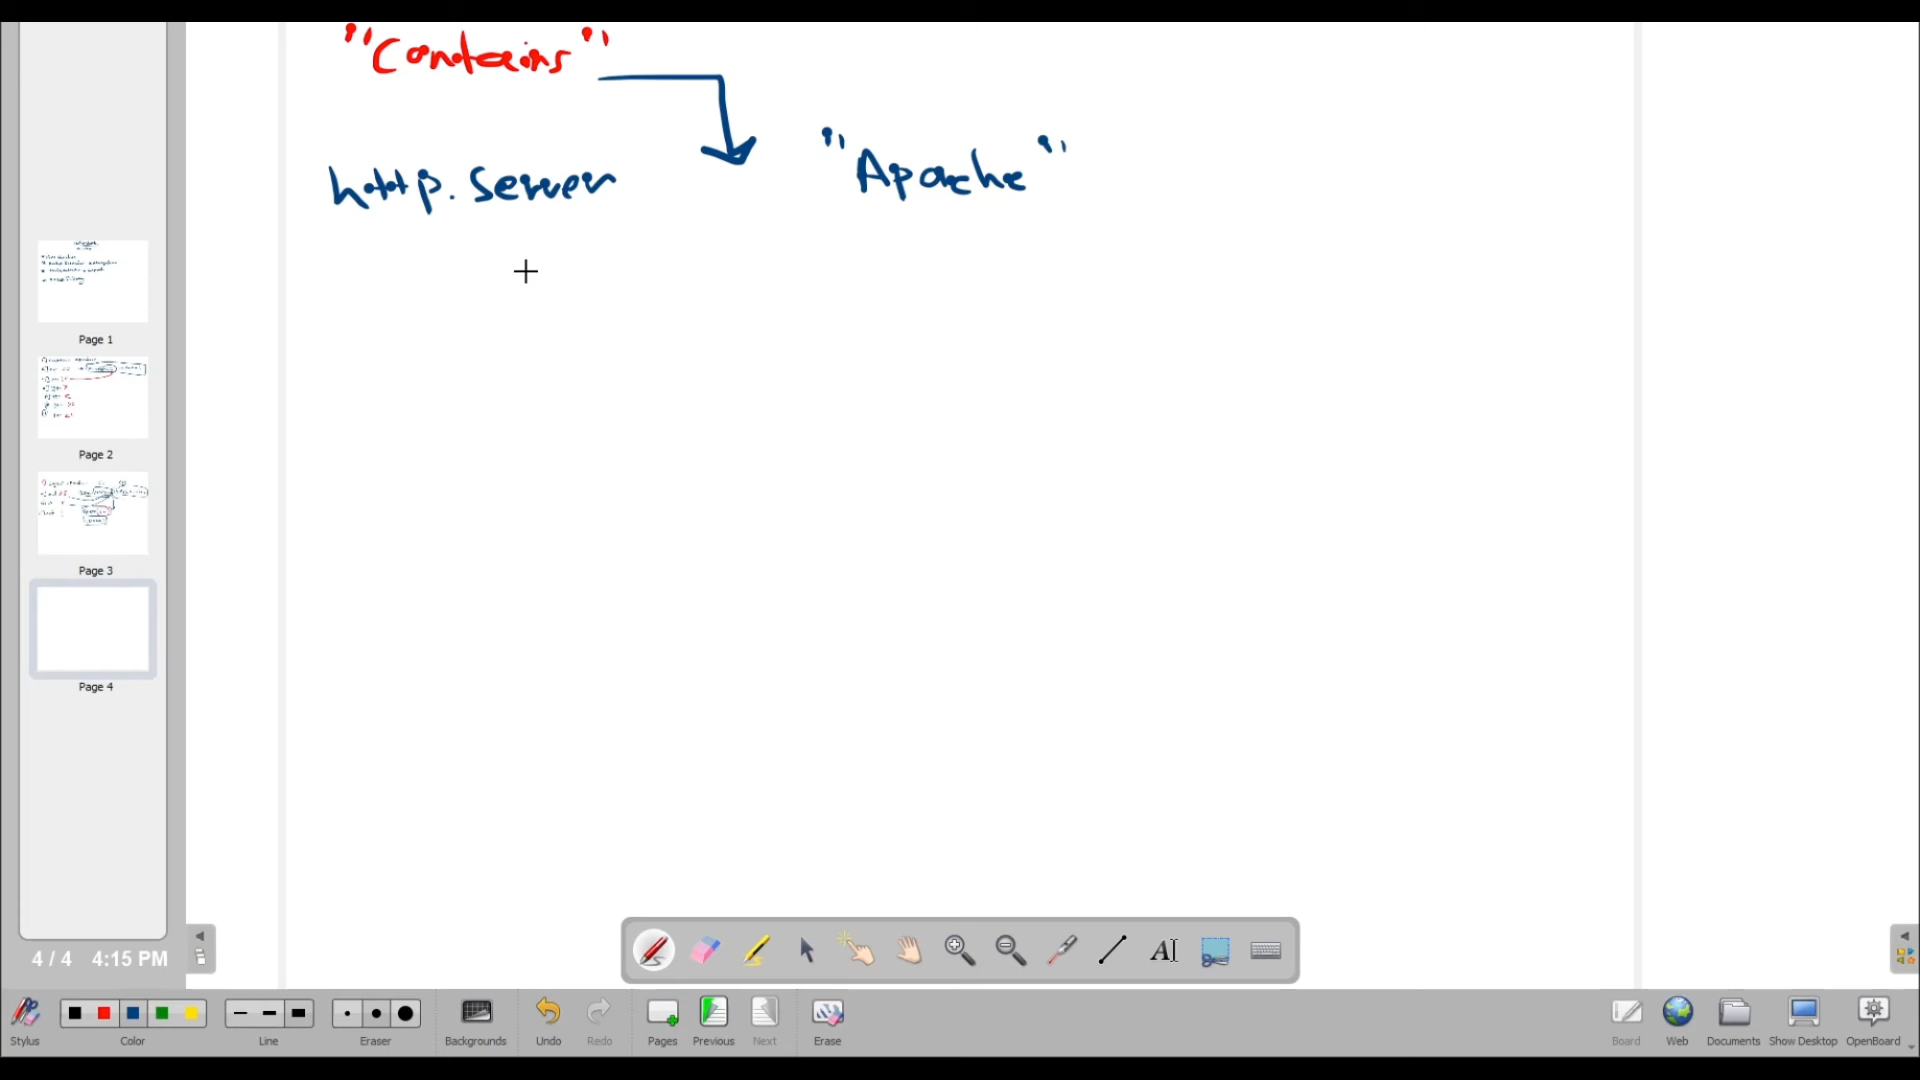 "Contains"
http.server "Apache"
Page 1
Page 2
Page 3
Page 4
4 / 4 4:15 PM
Stylus Color Line Eraser Backgrounds Undo Redo Pages Previous Next Erase Board Web Documents Show Desktop OpenBoard